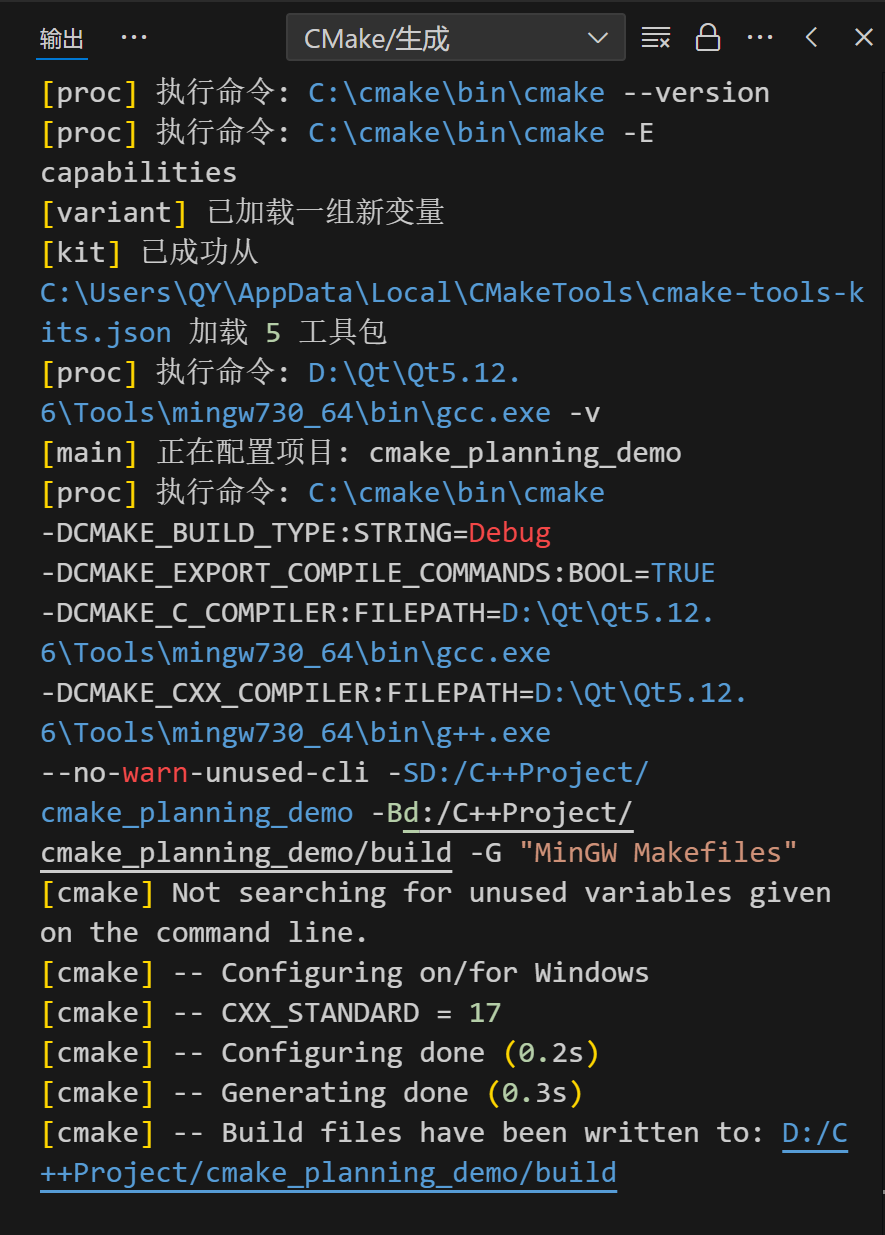 输出 ··· CMake/生成 ···
[proc] 执行命令: C:\cmake\bin\cmake --version
[proc] 执行命令: C:\cmake\bin\cmake -E
capabilities
[variant] 已加载一组新变量
[kit] 已成功从
C:\Users\QY\AppData\Local\CMakeTools\cmake-tools-k
its.json 加载 5 工具包
[proc] 执行命令: D:\Qt\Qt5.12.
6\Tools\mingw730_64\bin\gcc.exe -v
[main] 正在配置项目: cmake_planning_demo
[proc] 执行命令: C:\cmake\bin\cmake
-DCMAKE_BUILD_TYPE:STRING=Debug
-DCMAKE_EXPORT_COMPILE_COMMANDS:BOOL=TRUE
-DCMAKE_C_COMPILER:FILEPATH=D:\Qt\Qt5.12.
6\Tools\mingw730_64\bin\gcc.exe
-DCMAKE_CXX_COMPILER:FILEPATH=D:\Qt\Qt5.12.
6\Tools\mingw730_64\bin\g++.exe
--no-warn-unused-cli -SD:/C++Project/
cmake_planning_demo -Bd:/C++Project/
cmake_planning_demo/build -G "MinGW Makefiles"
[cmake] Not searching for unused variables given
on the command line.
[cmake] -- Configuring on/for Windows
[cmake] -- CXX_STANDARD = 17
[cmake] -- Configuring done (0.2s)
[cmake] -- Generating done (0.3s)
[cmake] -- Build files have been written to: D:/C
++Project/cmake_planning_demo/build